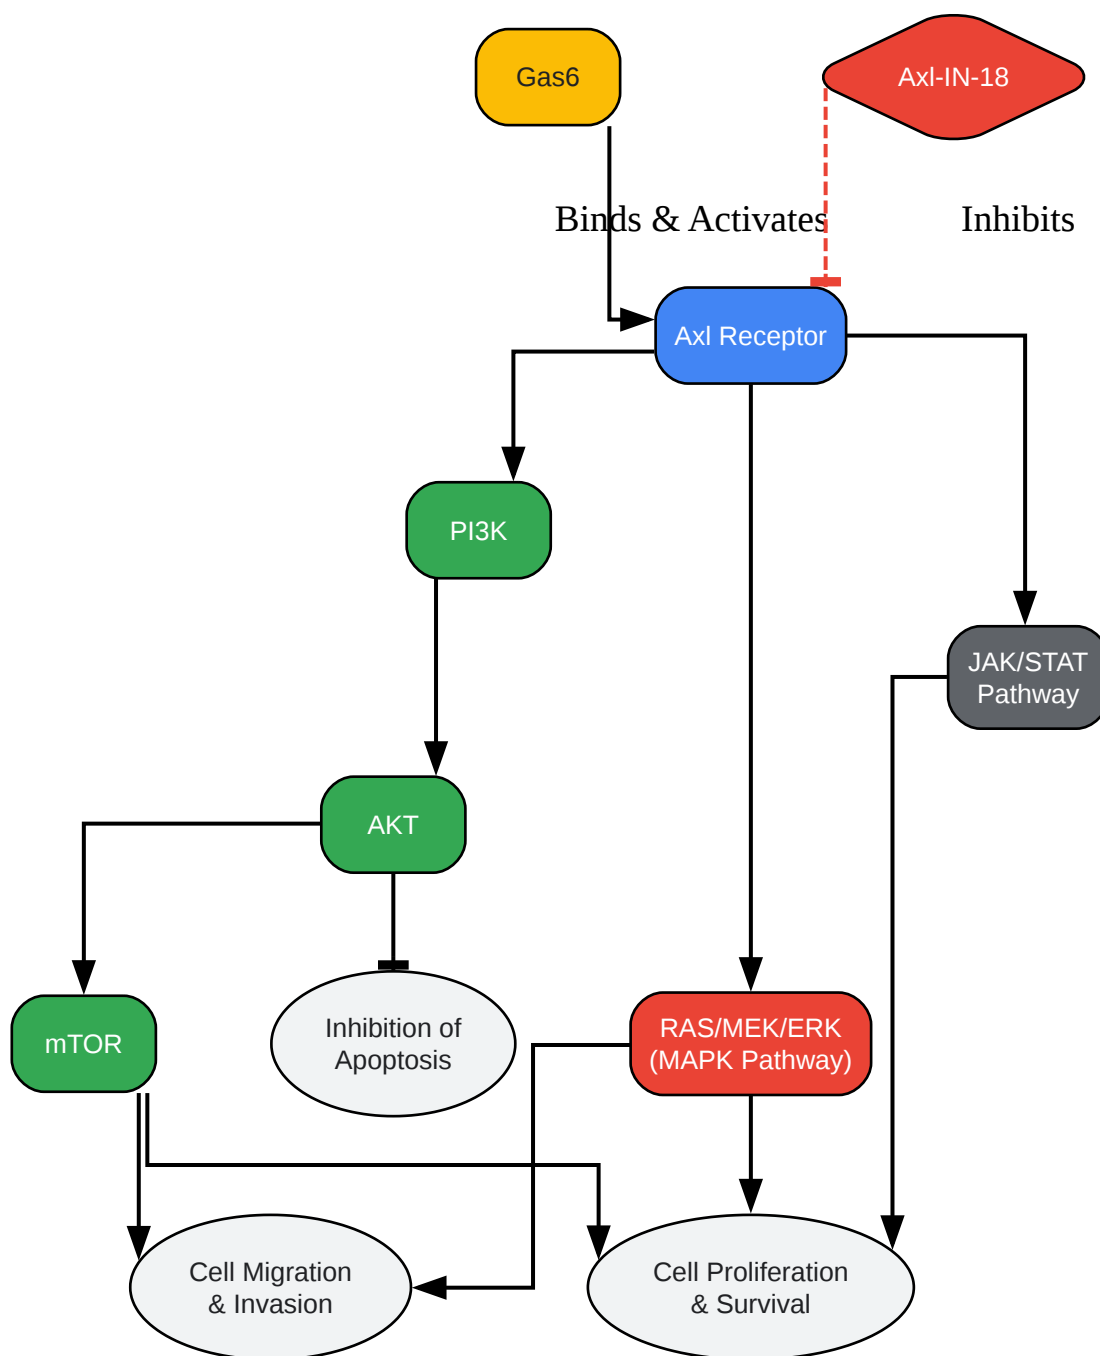 Gas6
Axl-IN-18
Binds & Activates
Inhibits
Axl Receptor
PI3K
JAK/STAT
Pathway
AKT
mTOR
Inhibition of
Apoptosis
RAS/MEK/ERK
(MAPK Pathway)
Cell Migration
& Invasion
Cell Proliferation
& Survival